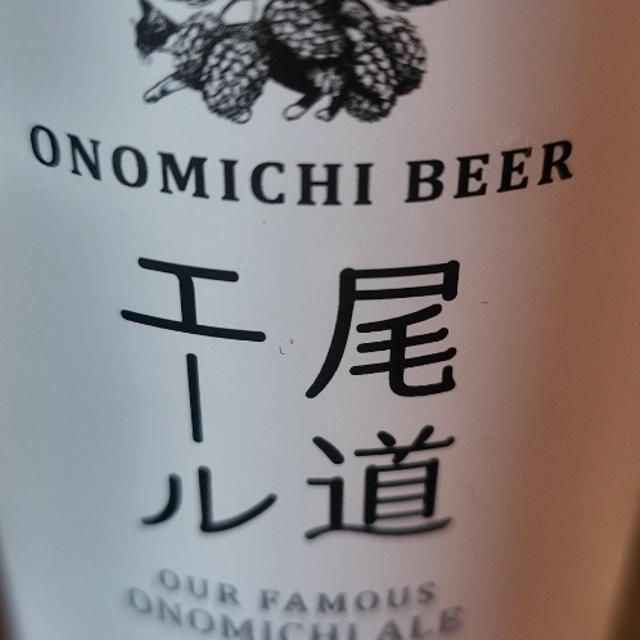 ONOMICHI BEER
尾道
エール
OUR FAMOUS
ONOMICHI ALE